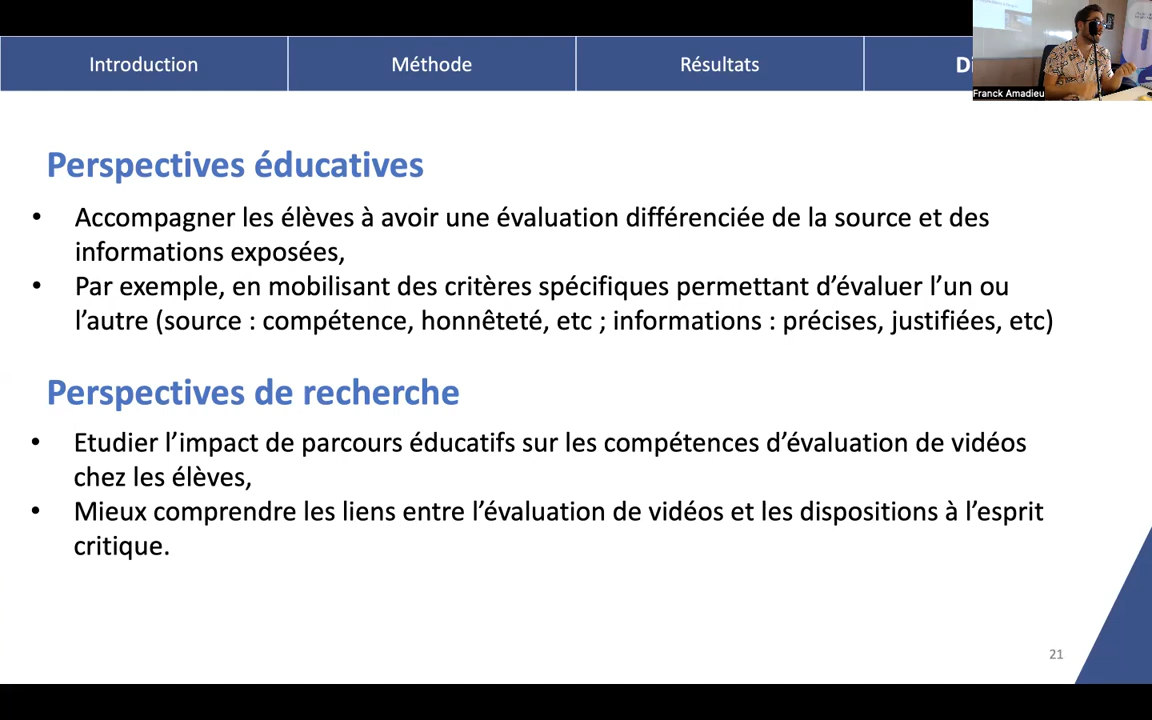 Introduction
Méthode
Résultats
Franck Amadieu
Perspectives éducatives
• Accompagner les élèves à avoir une évaluation différenciée de la source et des
informations exposées,
• Par exemple, en mobilisant des critères spécifiques permettant d’évaluer l’un ou
l’autre (source : compétence, honnêteté, etc ; informations : précises, justifiées, etc)
Perspectives de recherche
• Etudier l’impact de parcours éducatifs sur les compétences d’évaluation de vidéos
chez les élèves,
• Mieux comprendre les liens entre l’évaluation de vidéos et les dispositions à l’esprit
critique.
21